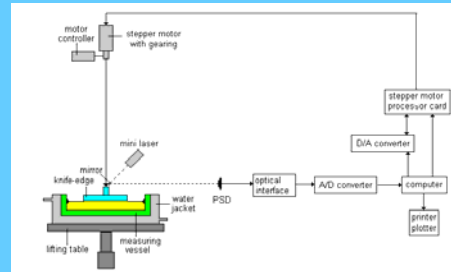 motor
controller
stepper motor
with gearing
mini laser
mirror
knife-edge
water
jacket
lifting table
measuring
vessel
PSD
optical
interface
A/D converter
computer
D/A converter
stepper motor
processor card
printer
plotter